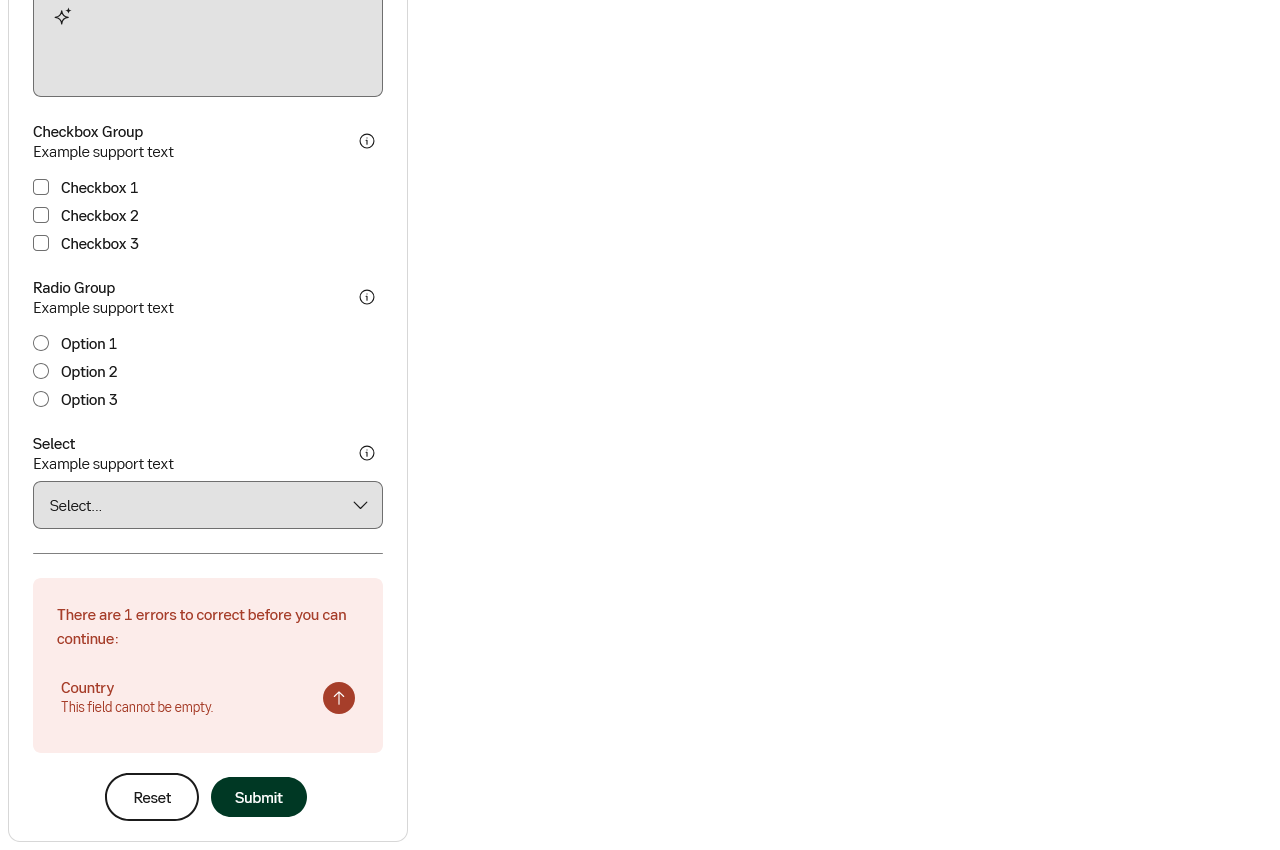 Checkbox Group
Example support text
Checkbox 1
Checkbox 2
Checkbox 3
Radio Group
Example support text
Option 1
Option 2
Option 3
Select
Example support text
Select...
There are 1 errors to correct before you can
continue:
Country
This field cannot be empty.
Reset
Submit